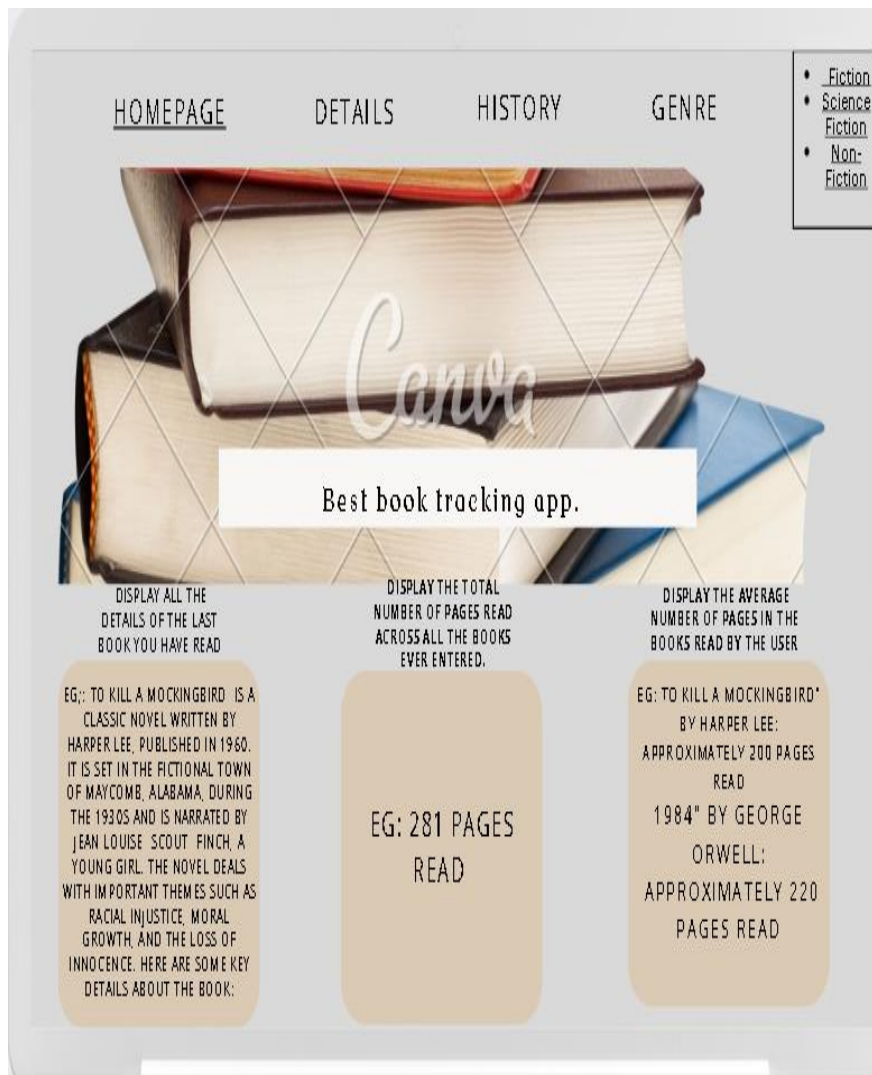 HOMEPAGE
DETAILS
HISTORY
GENRE
• Fiction
• Science
Fiction
• Non-
Fiction
Canva
Best book tracking app.
DISPLAY ALL THE
DETAILS OF THE LAST
BOOK YOU HAVE READ
EG;: TO KILL A MOCKINGBIRD IS A
CLASSIC NOVEL WRITTEN BY
HARPER LEE, PUBLISHED IN 1960.
IT IS SET IN THE FICTIONAL TOWN
OF MAYCOMB, ALABAMA, DURING
THE 1930S AND IS NARRATED BY
JEAN LOUISE SCOUT FINCH, A
YOUNG GIRL. THE NOVEL DEALS
WITH IMPORTANT THEMES SUCH AS
RACIAL INJUSTICE, MORAL
GROWTH, AND THE LOSS OF
INNOCENCE. HERE ARE SOME KEY
DETAILS ABOUT THE BOOK:
DISPLAY THE TOTAL
NUMBER OF PAGES READ
ACROSS ALL THE BOOKS
EVER ENTERED.
EG: 281 PAGES
READ
DISPLAY THE AVERAGE
NUMBER OF PAGES IN THE
BOOKS READ BY THE USER
EG: TO KILL A MOCKINGBIRD"
BY HARPER LEE:
APPROXIMATELY 200 PAGES
READ
1984" BY GEORGE
ORWELL:
APPROXIMATELY 220
PAGES READ